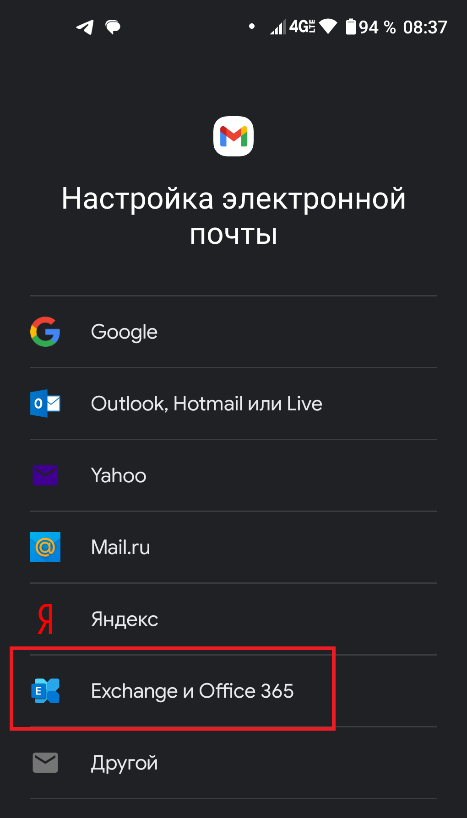 4G LTE 94 % 08:37
Настройка электронной
почты
Google
Outlook, Hotmail или Live
Yahoo
Mail.ru
Яндекс
Exchange и Office 365
Другой